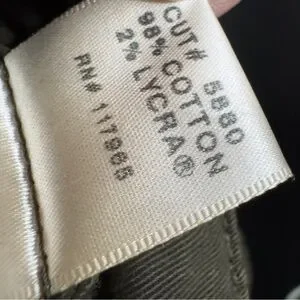 CUT# 5880
98% COTTON
2% LYCRA®
RN# 117965